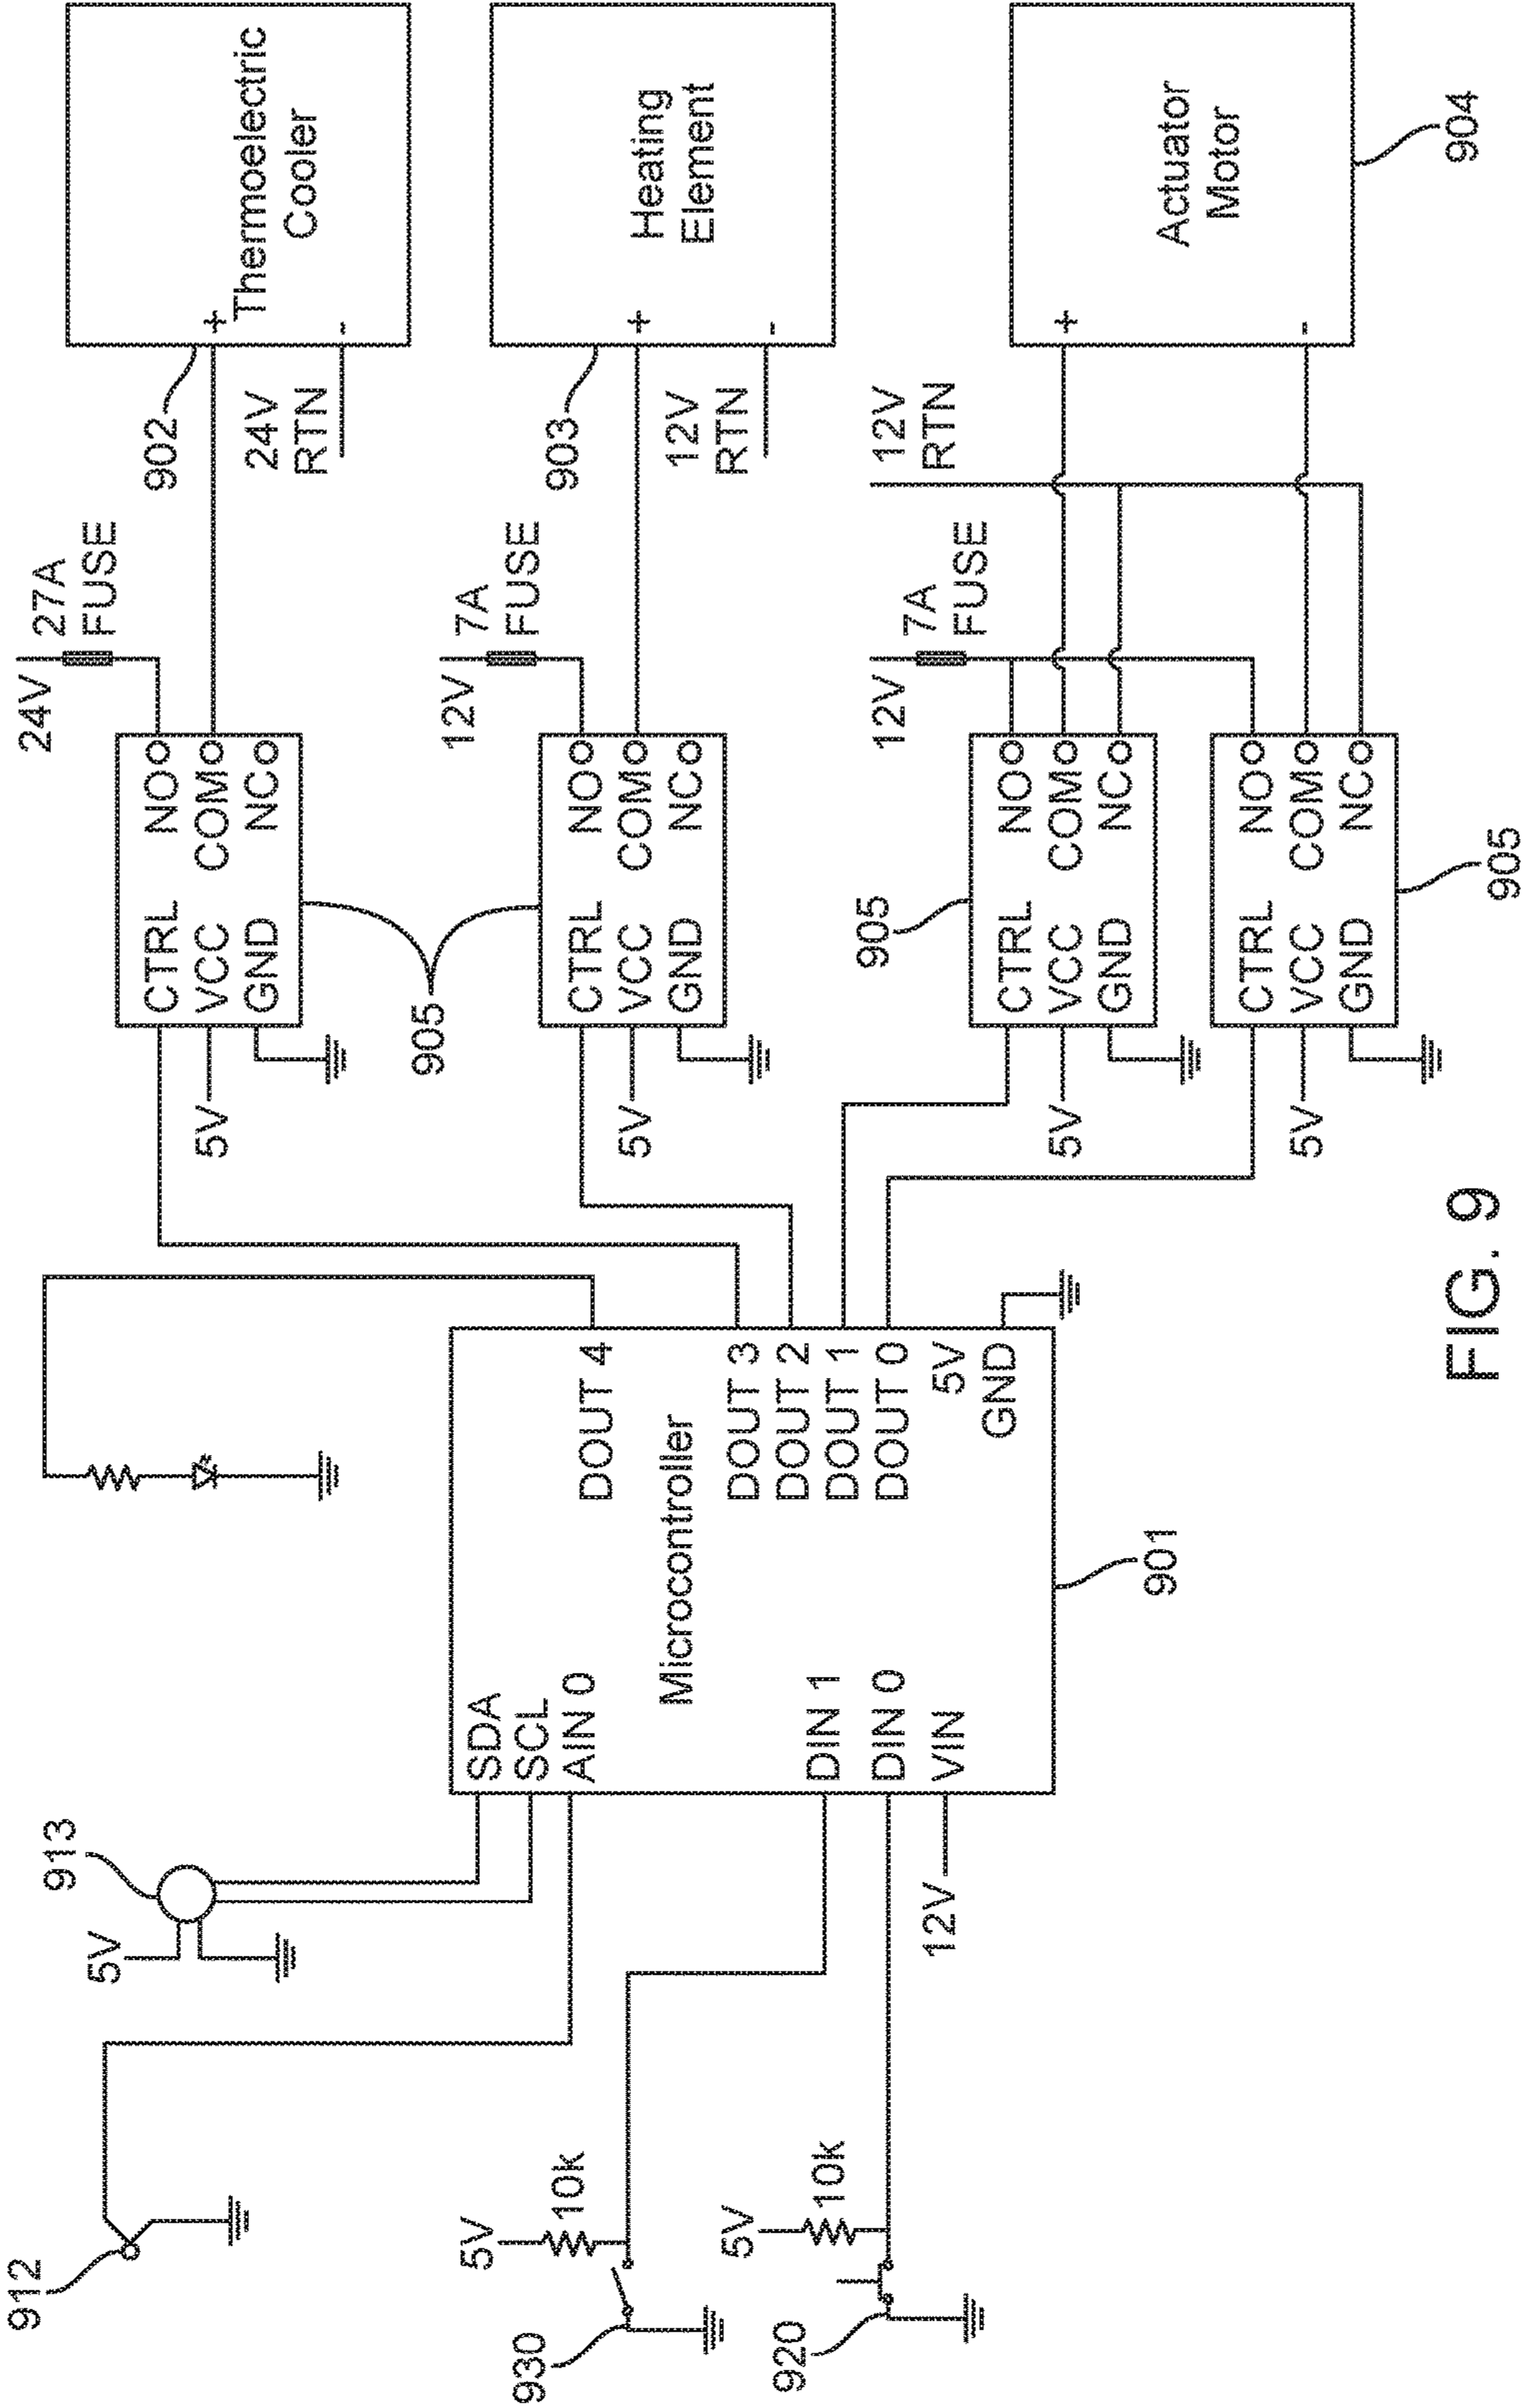 912
913
5V
5V
10k
930
5V
10k
920
12V
SDA
SCL
AIN 0
DIN 1
DIN 0
VIN
Microcontroller
DOUT 4
DOUT 3
DOUT 2
DOUT 1
DOUT 0
5V
GND
901
24V
27A
FUSE
CTRL NO
VCC COM
GND NC
5V
905
902
24V
RTN
+
-
Thermoelectric
Cooler
12V
7A
FUSE
CTRL NO
VCC COM
GND NC
5V
903
12V
RTN
+
-
Heating
Element
12V
7A
FUSE
12V
RTN
905
CTRL NO
VCC COM
GND NC
5V
CTRL NO
VCC COM
GND NC
5V
905
+
-
Actuator
Motor
904
FIG. 9